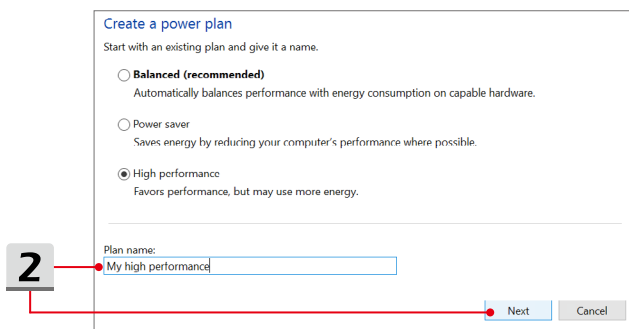 Create a power plan
Start with an existing plan and give it a name.
Balanced (recommended)
Automatically balances performance with energy consumption on capable hardware.
Power saver
Saves energy by reducing your computer's performance where possible.
High performance
Favors performance, but may use more energy.
Plan name:
My high performance
2
Next Cancel